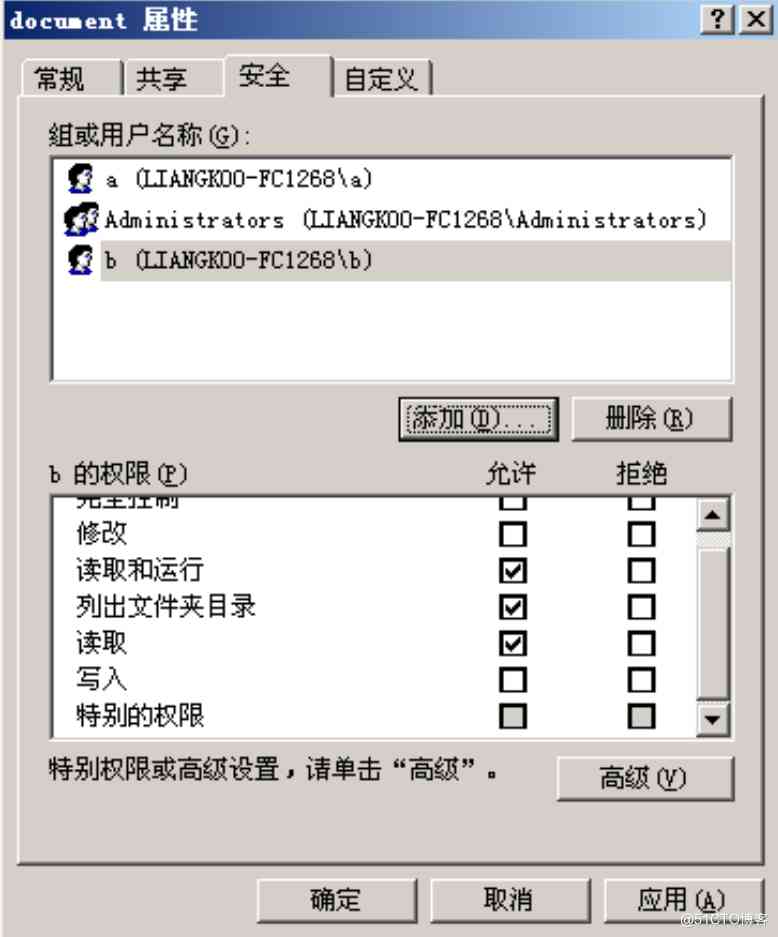 document 属性
常规 共享 安全 自定义
组或用户名称(G):
a (LIANGKOO-FC1268\a)
Administrators (LIANGKOO-FC1268\Administrators)
b (LIANGKOO-FC1268\b)
添加(D)... 删除(R)
b 的权限(P) 允许 拒绝
完全控制
修改
读取和运行
列出文件夹目录
读取
写入
特别的权限
特别权限或高级设置，请单击“高级”。
高级(V)
确定 取消 应用(A)
@51CTO博客